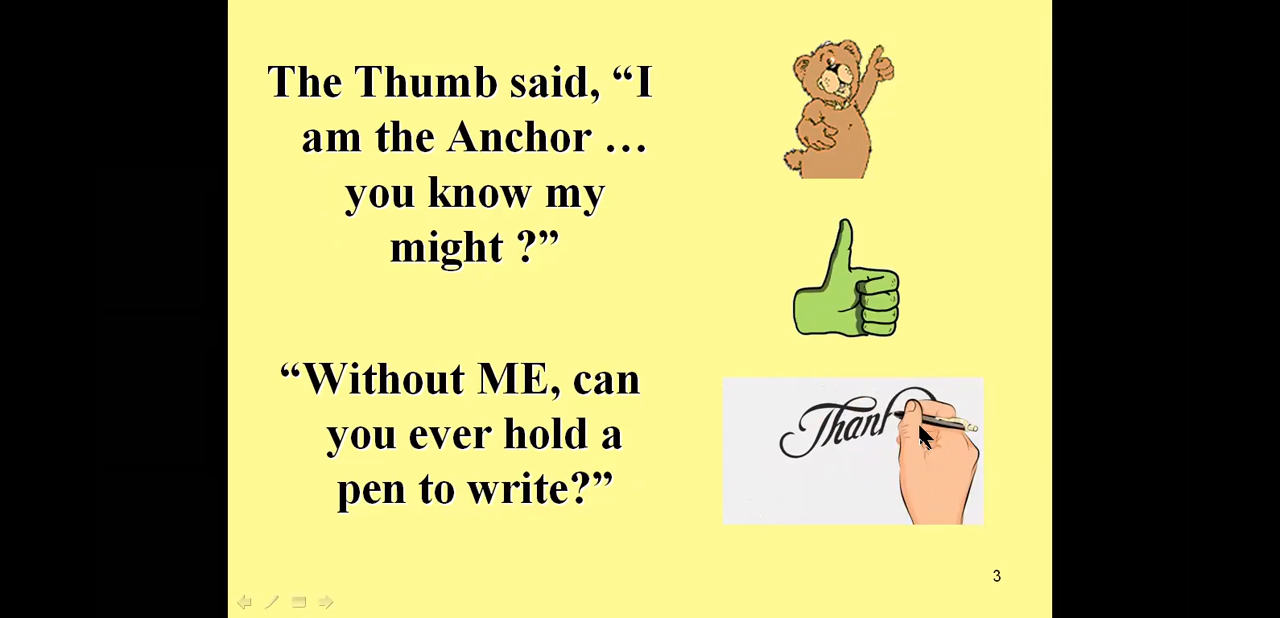 The Thumb said, “I
am the Anchor …
you know my
might ?”
“Without ME, can
you ever hold a
pen to write?”
Thank
3